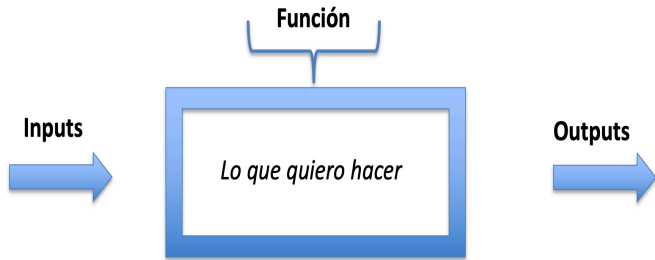 Función
Inputs
Lo que quiero hacer
Outputs